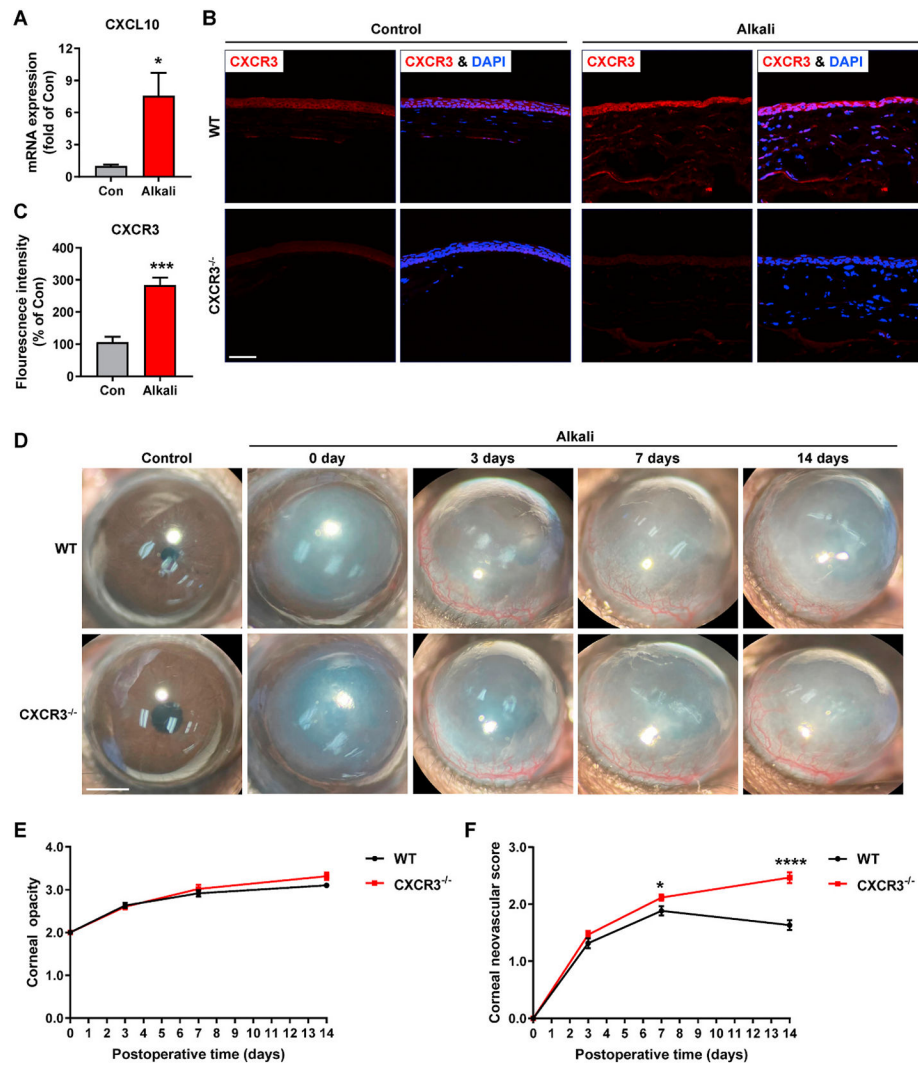 A
CXCL10
mRNA expression
(fold of Con)
12
9
6
3
0
*
Con Alkali
B
Control Alkali
CXCR3 CXCR3 & DAPI CXCR3 CXCR3 & DAPI
WT
CXCR3-/-
C
CXCR3
Flourescnece intensity
(% of Con)
400
300
200
100
0
***
Con Alkali
D
Alkali
Control 0 day 3 days 7 days 14 days
WT
CXCR3-/-
E
Corneal opacity
4.0
3.0
2.0
1.0
0.0
0 1 2 3 4 5 6 7 8 9 10 11 12 13 14
Postoperative time (days)
WT
CXCR3-/-
F
Corneal neovascular score
3.0
2.0
1.0
0.0
*
****
0 1 2 3 4 5 6 7 8 9 10 11 12 13 14
Postoperative time (days)
WT
CXCR3-/-